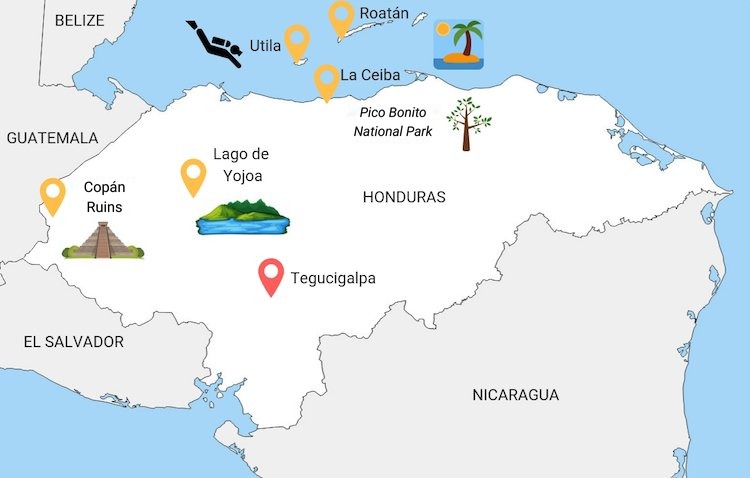 BELIZE
Roatán
Utila
La Ceiba
Pico Bonito
National Park
GUATEMALA
Lago de
Yojoa
Copán
Ruins
HONDURAS
Tegucigalpa
EL SALVADOR
NICARAGUA